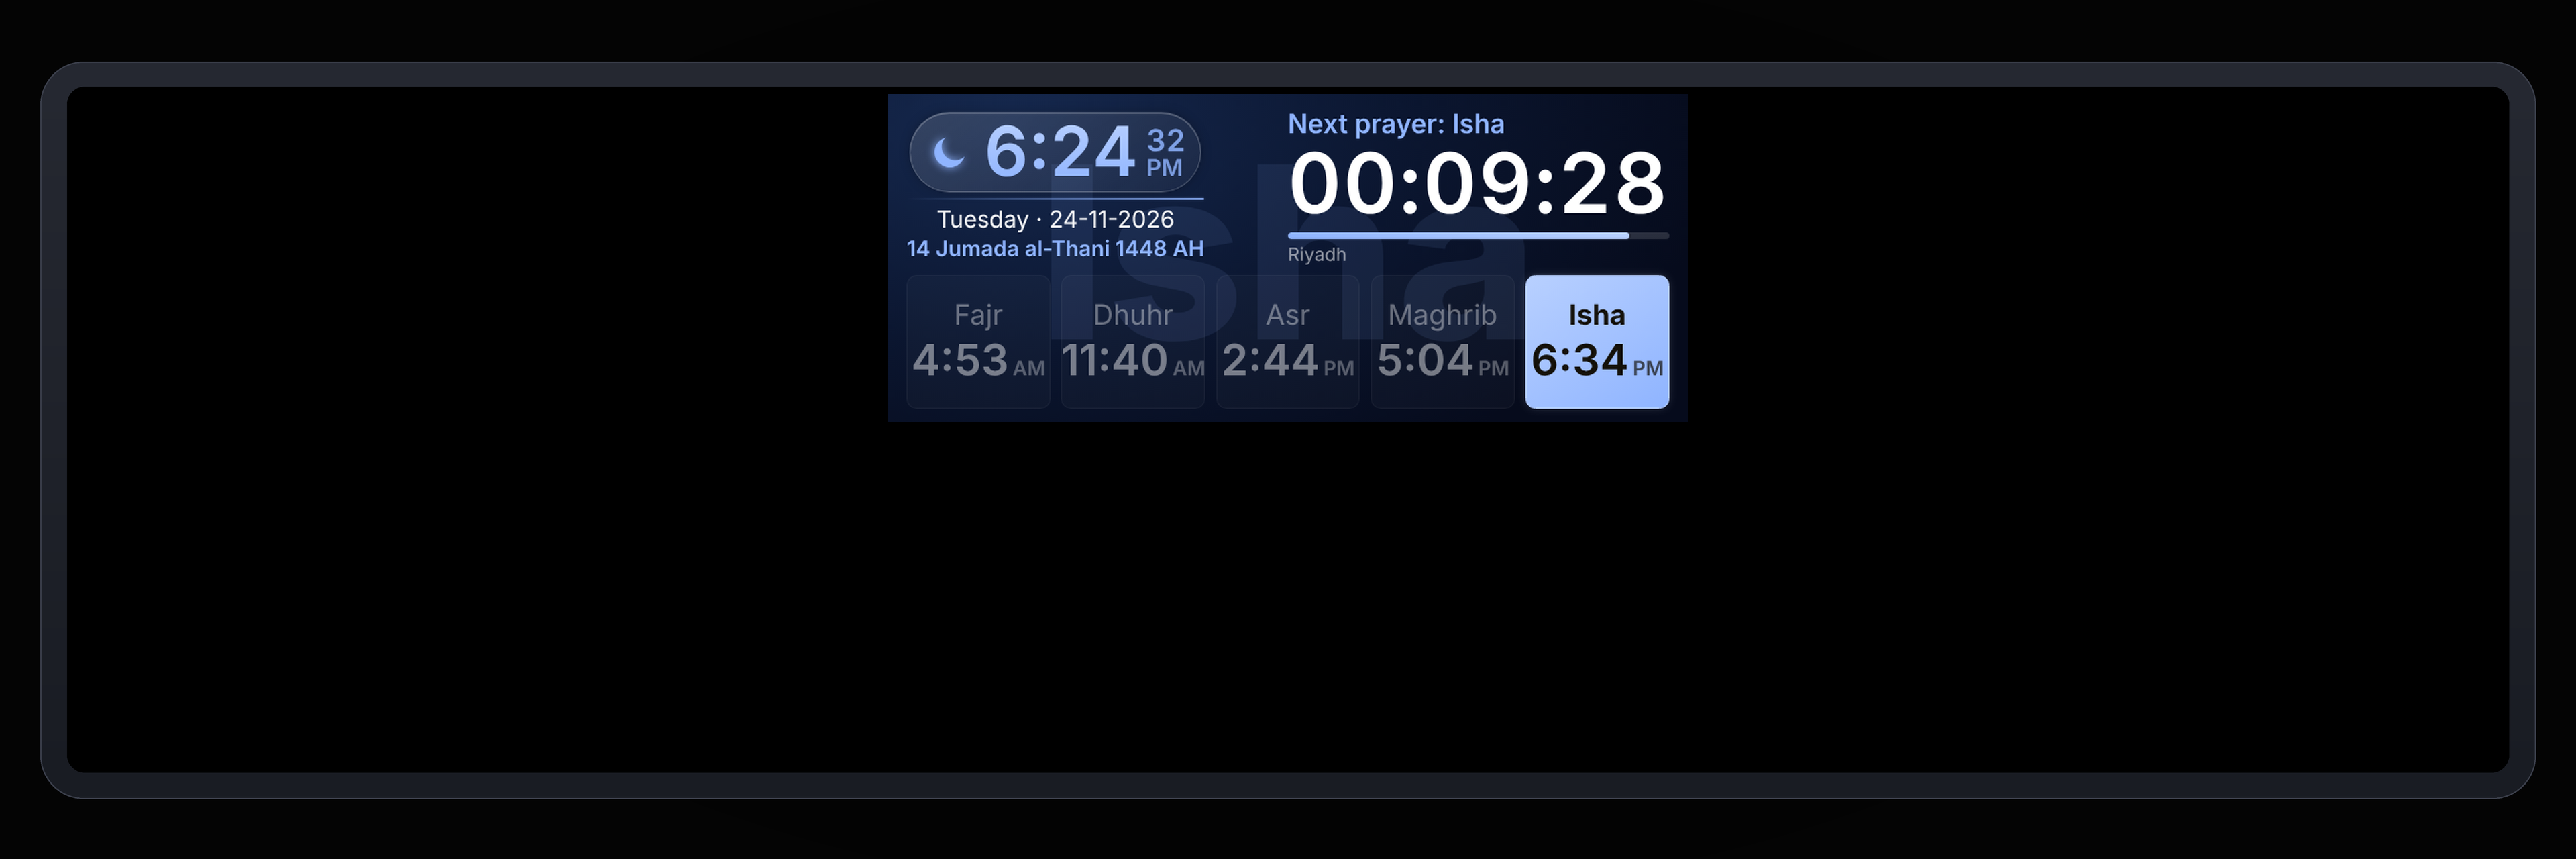 6:24 32 PM
Tuesday · 24-11-2026
14 Jumada al-Thani 1448 AH
Next prayer: Isha
00:09:28
Riyadh
Isha
Fajr
4:53 AM
Dhuhr
11:40 AM
Asr
2:44 PM
Maghrib
5:04 PM
Isha
6:34 PM